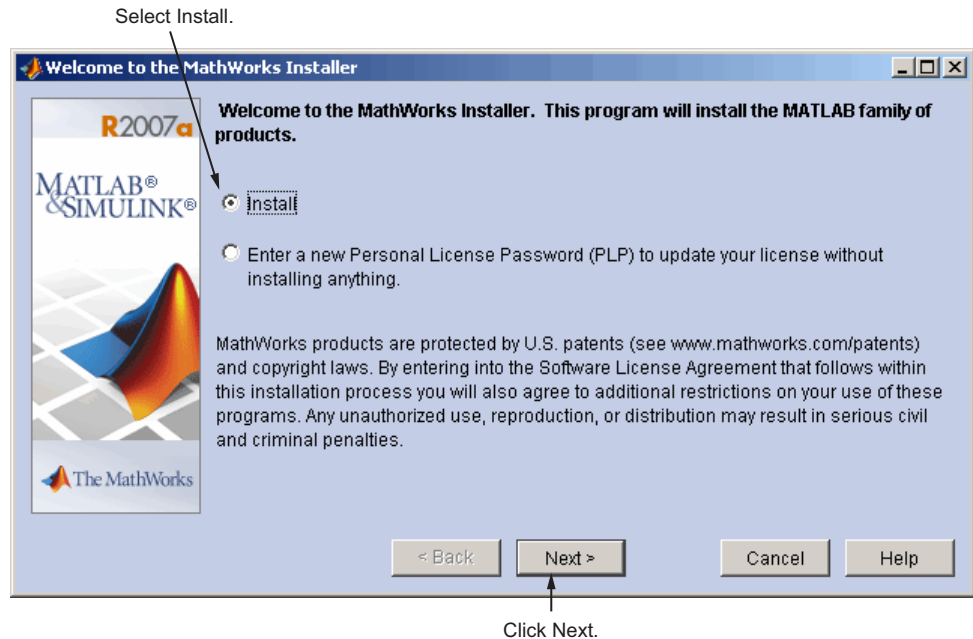 Select Install.
Welcome to the MathWorks Installer
R2007a
MATLAB®
&SIMULINK®
The MathWorks
Welcome to the MathWorks Installer. This program will install the MATLAB family of
products.
Install
Enter a new Personal License Password (PLP) to update your license without
installing anything.
MathWorks products are protected by U.S. patents (see www.mathworks.com/patents)
and copyright laws. By entering into the Software License Agreement that follows within
this installation process you will also agree to additional restrictions on your use of these
programs. Any unauthorized use, reproduction, or distribution may result in serious civil
and criminal penalties.
< Back Next > Cancel Help
Click Next.